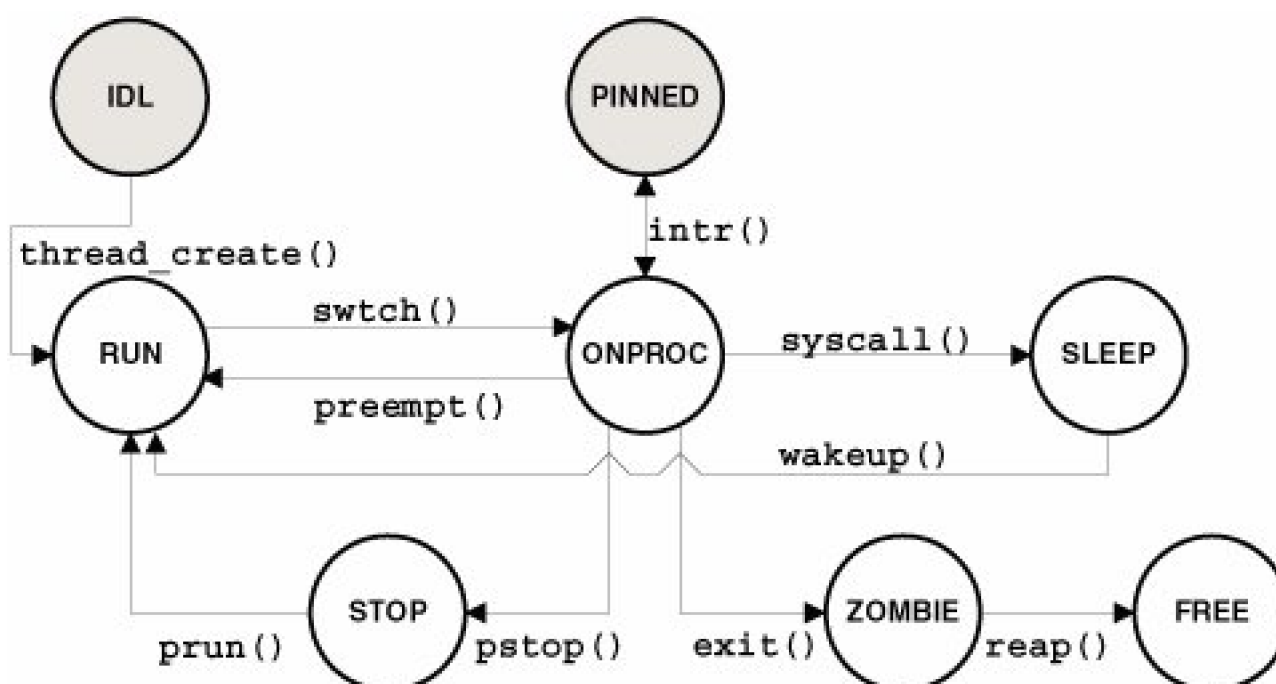 IDL
PINNED
intr()
thread_create()
swtch()
syscall()
RUN
ONPROC
SLEEP
preempt()
wakeup()
STOP
ZOMBIE
FREE
prun()
pstop()
exit()
reap()